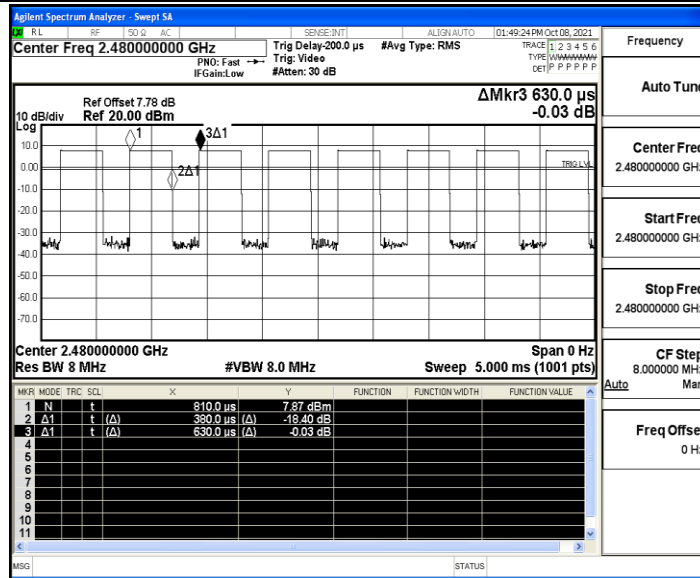 Agilent Spectrum Analyzer - Swept SA
RL RF 50 Ω AC SENSE:INT ALIGN AUTO 01:49:24 PM Oct 08, 2021
Center Freq 2.480000000 GHz
PNO: Fast
IFGain:Low
Trig Delay-200.0 µs
Trig: Video
#Atten: 30 dB
#Avg Type: RMS
TRACE 1 2 3 4 5 6
TYPE
DET P P P P P P
ΔMkr3 630.0 µs
-0.03 dB
Ref Offset 7.78 dB
10 dB/div Ref 20.00 dBm
Log
1 3Δ1
10.0
0.00 TRIG LVL
2Δ1
-10.0
-20.0
-30.0
-40.0
-50.0
-60.0
-70.0
Center 2.480000000 GHz Span 0 Hz
Res BW 8 MHz #VBW 8.0 MHz Sweep 5.000 ms (1001 pts)
MKR MODE TRC SCL X Y FUNCTION FUNCTION WIDTH FUNCTION VALUE
1 N t 810.0 µs 7.87 dBm
2 Δ1 t (Δ) 380.0 µs (Δ) -18.40 dB
3 Δ1 t (Δ) 630.0 µs (Δ) -0.03 dB
4
5
6
7
8
9
10
11
MSG STATUS
Frequency
Auto Tune
Center Freq
2.480000000 GHz
Start Freq
2.480000000 GHz
Stop Freq
2.480000000 GHz
CF Step
8.000000 MHz
Auto Man
Freq Offset
0 Hz